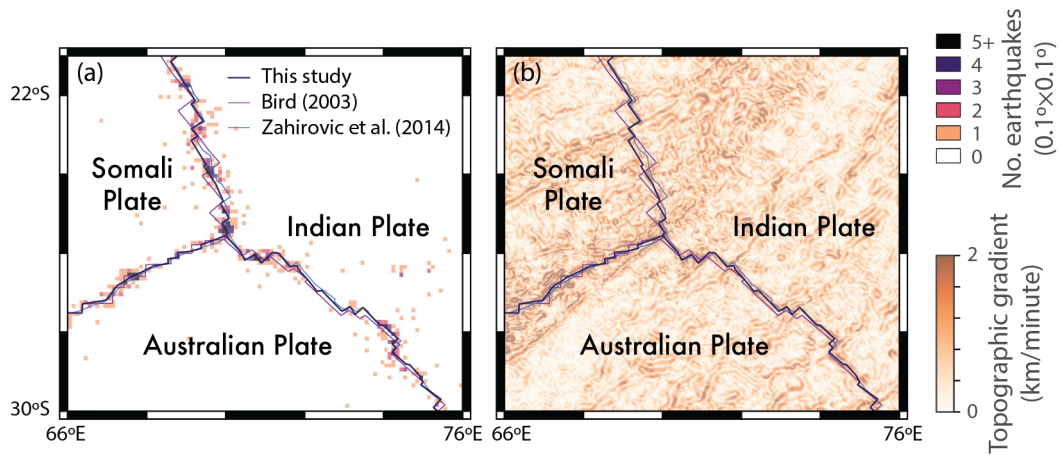 (a)
This study
Bird (2003)
Zahirovic et al. (2014)
22°S
Somali
Plate
Indian Plate
Australian Plate
30°S
66°E
76°E
(b)
Somali
Plate
Indian Plate
Australian Plate
66°E
76°E
5+
4
3
2
1
0
No. earthquakes
(0.1°×0.1°)
2
0
Topographic gradient
(km/minute)